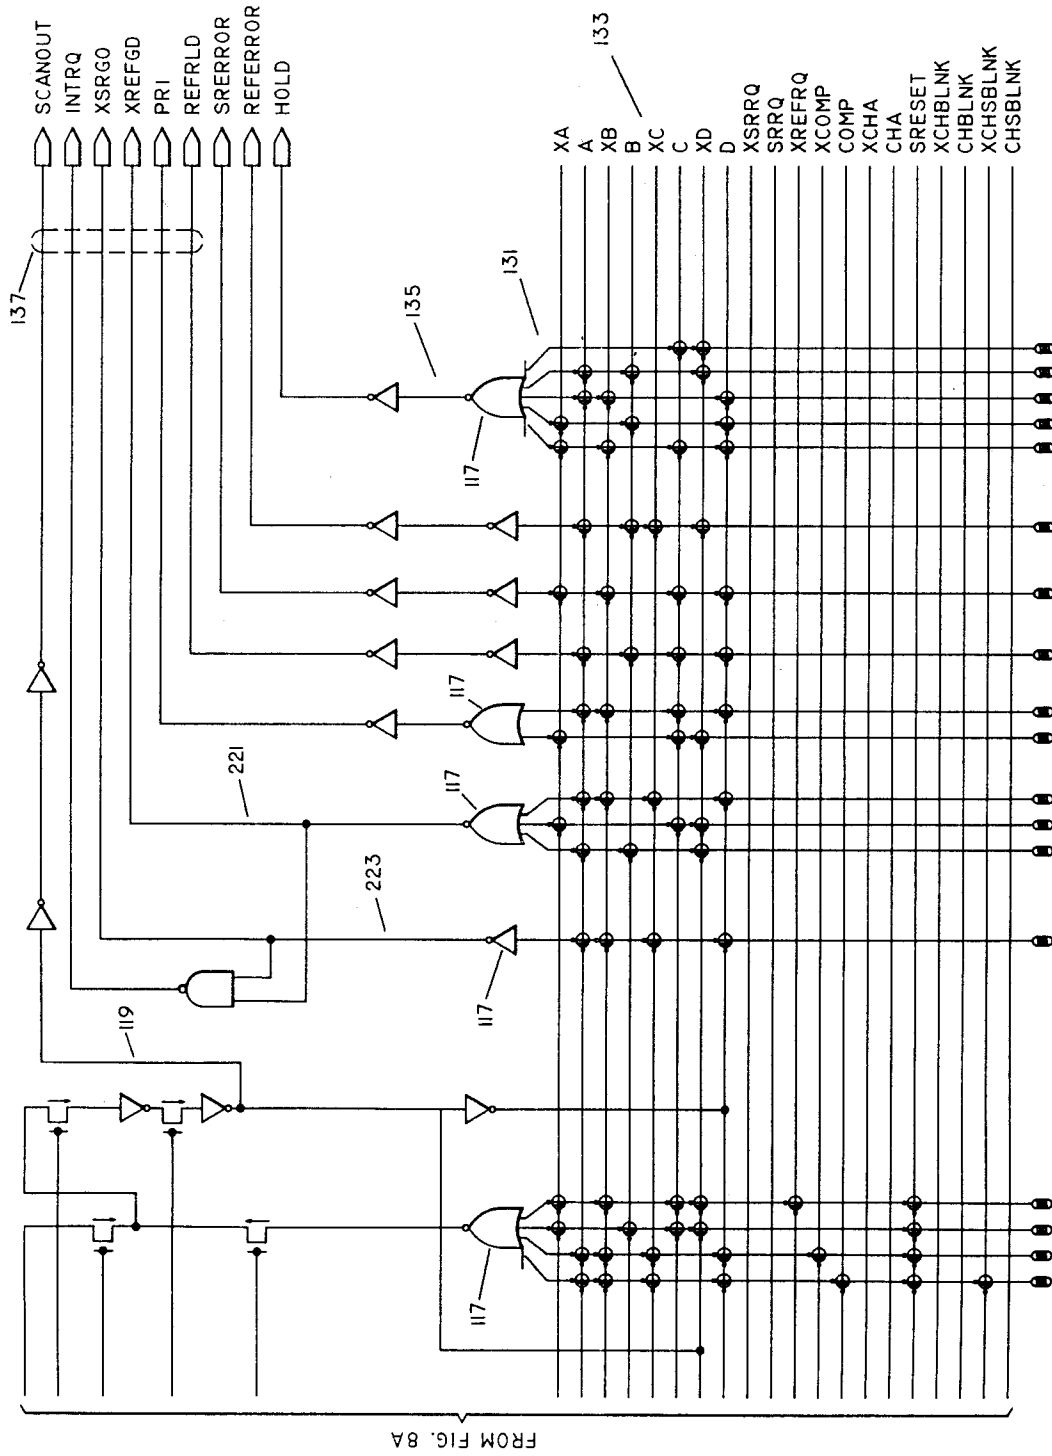 SCANOUT
INTRQ
XSRGO
XREFGD
PRI
REFRLD
SRERROR
REFERROR
HOLD
137
133
135
131
117
117
117
221
223
117
119
117
XA
A
XB
B
XC
C
XD
D
XSRRQ
SRRQ
XREFRQ
XCOMP
COMP
XCHA
CHA
SRESET
XCHBLNK
CHBLNK
XCHSBLNK
CHSBLNK
FROM FIG. 8A